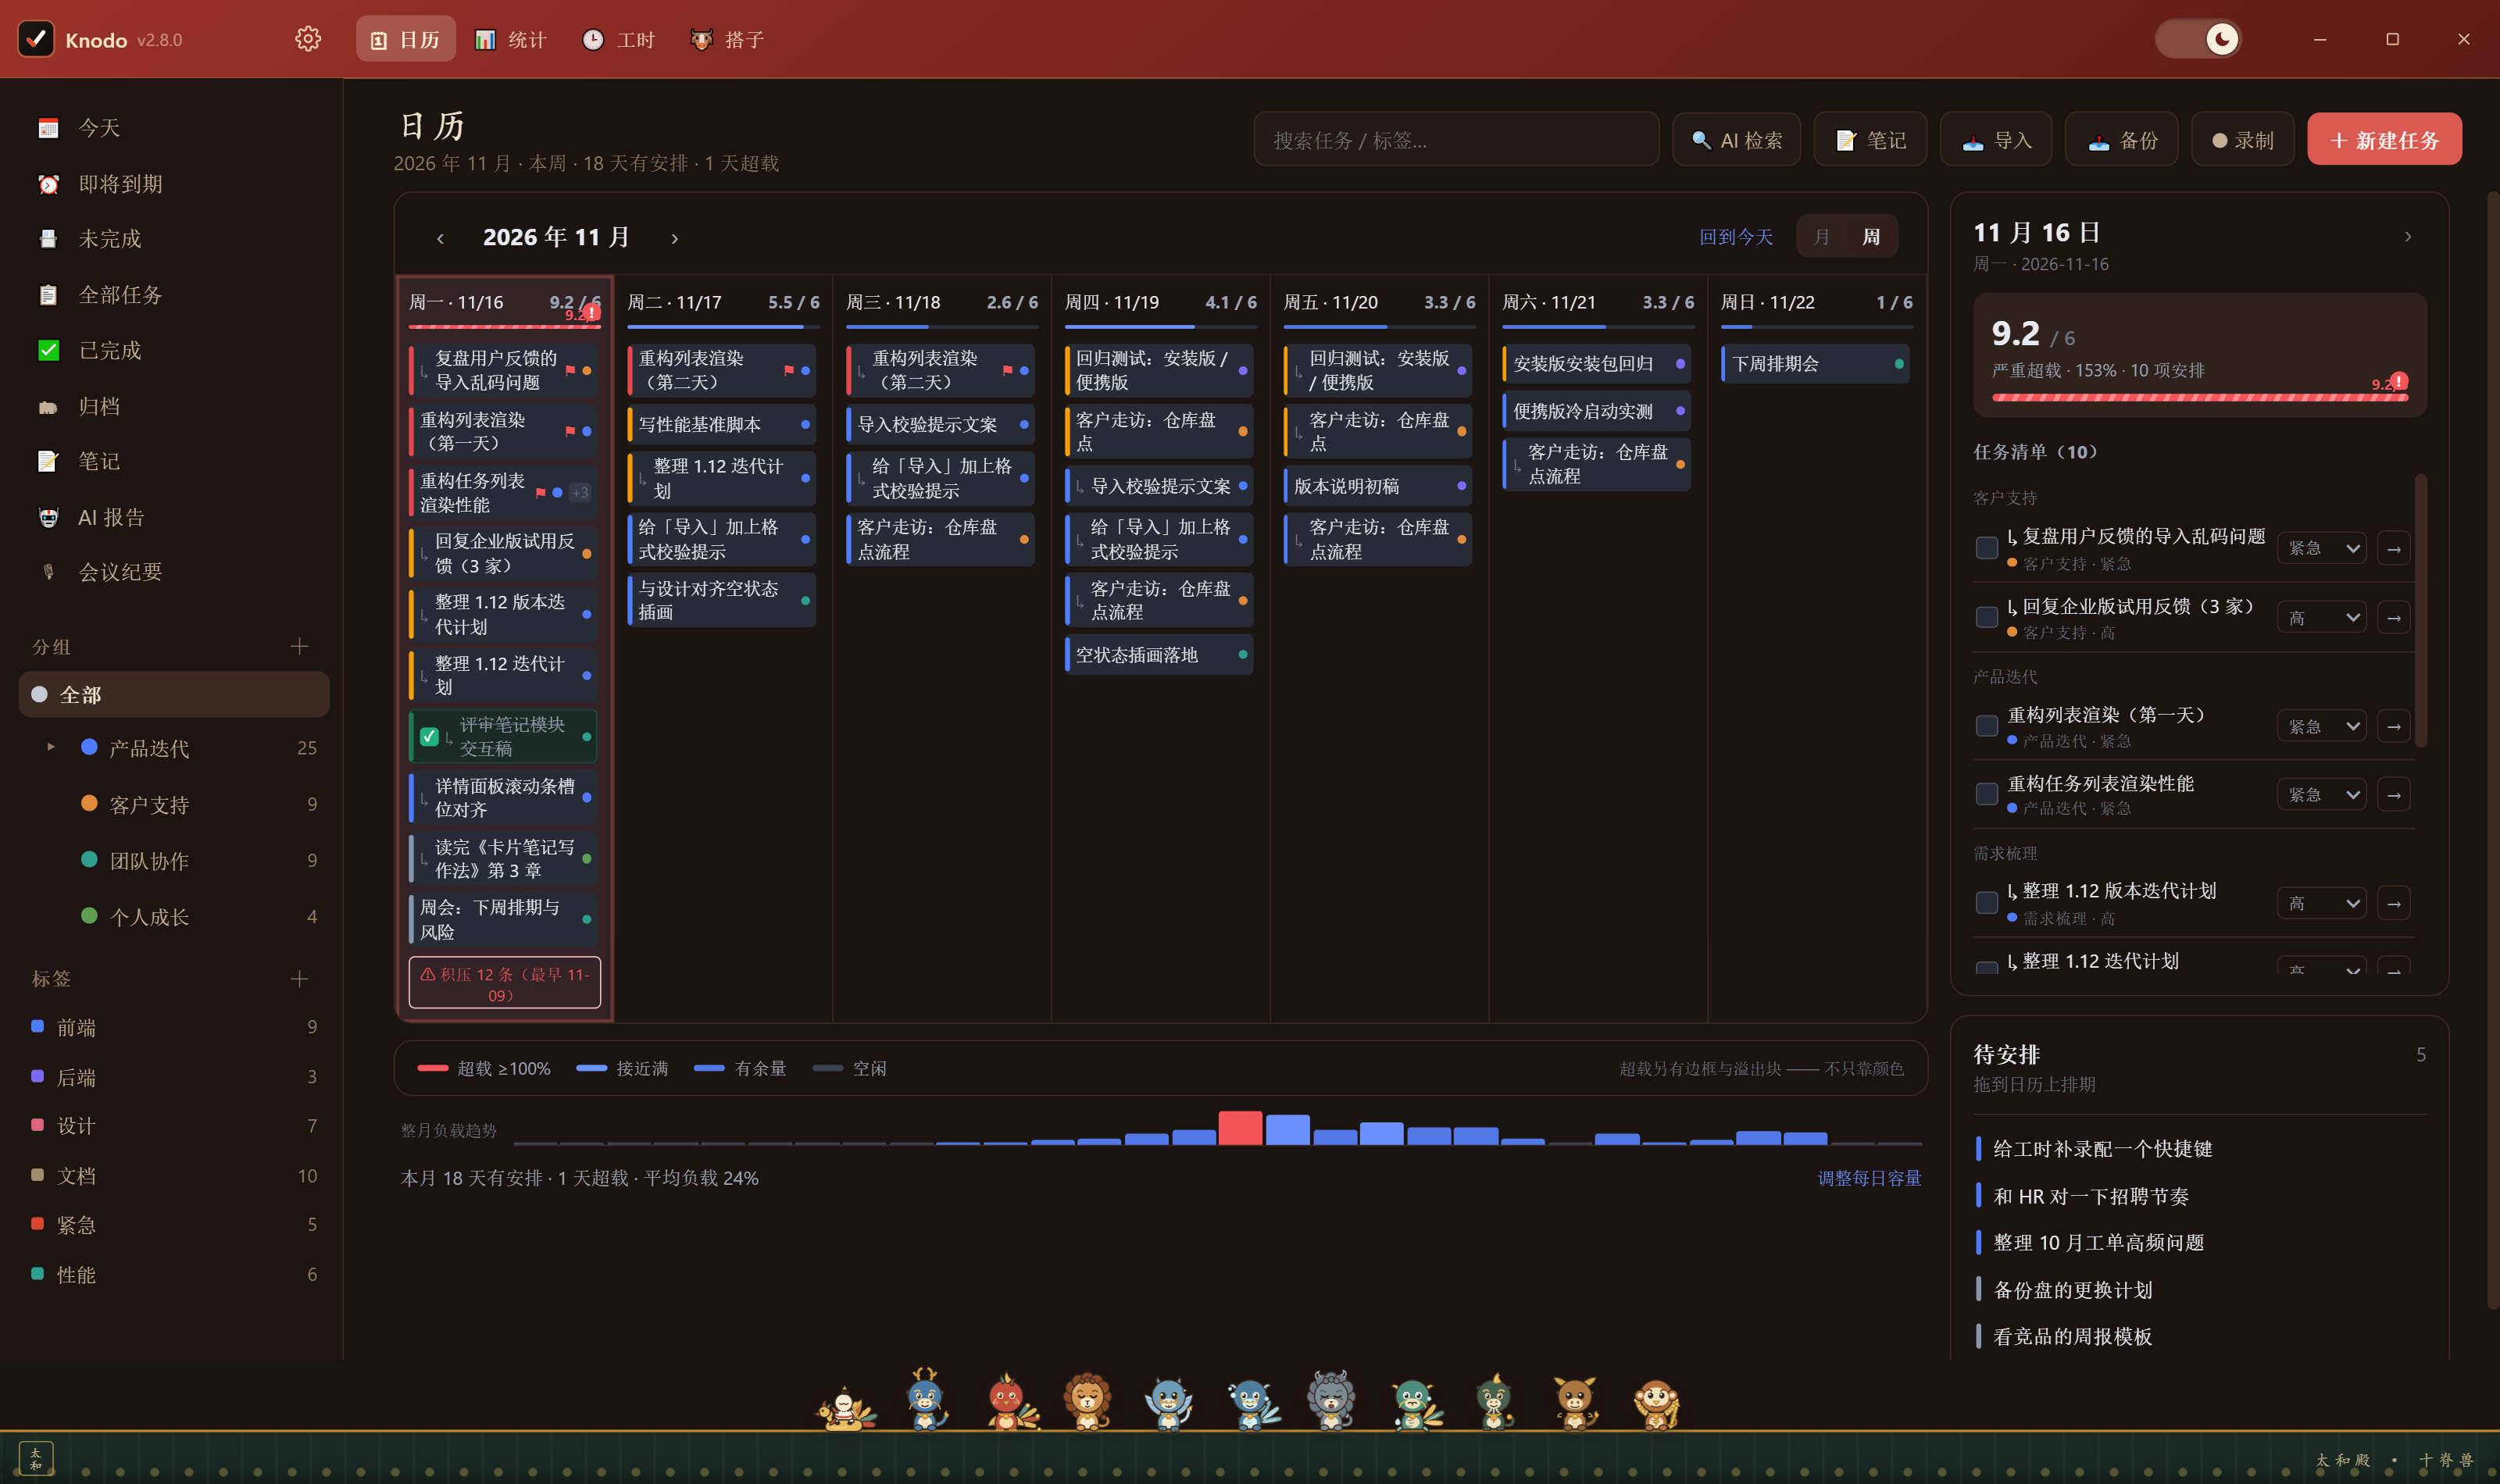 Knodo v2.8.0
日历
统计
工时
搭子
今天
即将到期
未完成
全部任务
已完成
归档
笔记
AI 报告
会议纪要
分组
全部
产品迭代 25
客户支持 9
团队协作 9
个人成长 4
标签
前端 9
后端 3
设计 7
文档 10
紧急 5
性能 6
日历
2026 年 11 月 · 本周 · 18 天有安排 · 1 天超载
搜索任务 / 标签...
AI 检索
笔记
导入
备份
录制
新建任务
2026 年 11 月
回到今天
月
周
周一 · 11/16 9.2 / 6
复盘用户反馈的
导入乱码问题
重构列表渲染
（第一天）
重构任务列表
渲染性能
+3
回复企业版试用反
馈（3 家）
整理 1.12 版本迭
代计划
整理 1.12 迭代计
划
评审笔记模块
交互稿
详情面板滚动条槽
位对齐
读完《卡片笔记写
作法》第 3 章
周会：下周排期与
风险
积压 12 条（最早 11-
09）
周二 · 11/17 5.5 / 6
重构列表渲染
（第二天）
写性能基准脚本
整理 1.12 迭代计
划
给「导入」加上格
式校验提示
与设计对齐空状态
插画
周三 · 11/18 2.6 / 6
重构列表渲染
（第二天）
导入校验提示文案
给「导入」加上格
式校验提示
客户走访：仓库盘
点流程
周四 · 11/19 4.1 / 6
回归测试：安装版 /
便携版
客户走访：仓库盘
点
导入校验提示文案
给「导入」加上格
式校验提示
客户走访：仓库盘
点流程
空状态插画落地
周五 · 11/20 3.3 / 6
回归测试：安装版
/ 便携版
客户走访：仓库盘
点
版本说明初稿
客户走访：仓库盘
点流程
周六 · 11/21 3.3 / 6
安装版安装包回归
便携版冷启动实测
客户走访：仓库盘
点流程
周日 · 11/22 1 / 6
下周排期会
超载 ≥100%
接近满
有余量
空闲
超载另有边框与溢出块 —— 不只靠颜色
整月负载趋势
本月 18 天有安排 · 1 天超载 · 平均负载 24%
调整每日容量
11 月 16 日
周一 · 2026-11-16
9.2 / 6
严重超载 · 153% · 10 项安排
任务清单（10）
客户支持
复盘用户反馈的导入乱码问题
客户支持 · 紧急
紧急
回复企业版试用反馈（3 家）
客户支持 · 高
高
产品迭代
重构列表渲染（第一天）
产品迭代 · 紧急
紧急
重构任务列表渲染性能
产品迭代 · 紧急
紧急
需求梳理
整理 1.12 版本迭代计划
需求梳理 · 高
高
整理 1.12 迭代计划
高
待安排 5
拖到日历上排期
给工时补录配一个快捷键
和 HR 对一下招聘节奏
整理 10 月工单高频问题
备份盘的更换计划
看竞品的周报模板
太和
太和殿 · 十脊兽